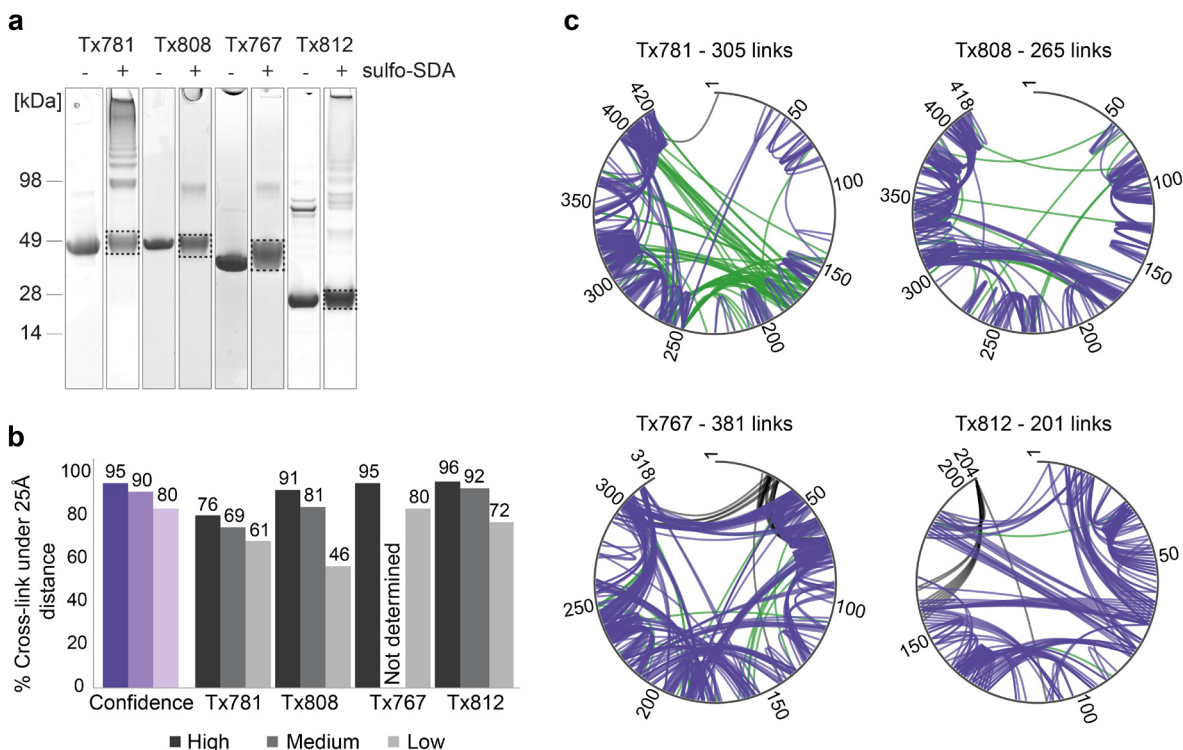 a
Tx781 Tx808 Tx767 Tx812
- + - + - + - + sulfo-SDA
[kDa]
98
49
28
14
b
% Cross-link under 25Å
distance
100
80
60
40
20
0
95 90 80
76 69 61
91 81 46
95 Not determined 80
96 92 72
Confidence Tx781 Tx808 Tx767 Tx812
High Medium Low
c
Tx781 - 305 links
1 50 100 150 200 250 300 350 400 420
Tx808 - 265 links
1 50 100 150 200 250 300 350 400 418
Tx767 - 381 links
1 50 100 150 200 250 300 318
Tx812 - 201 links
1 50 100 150 200 204